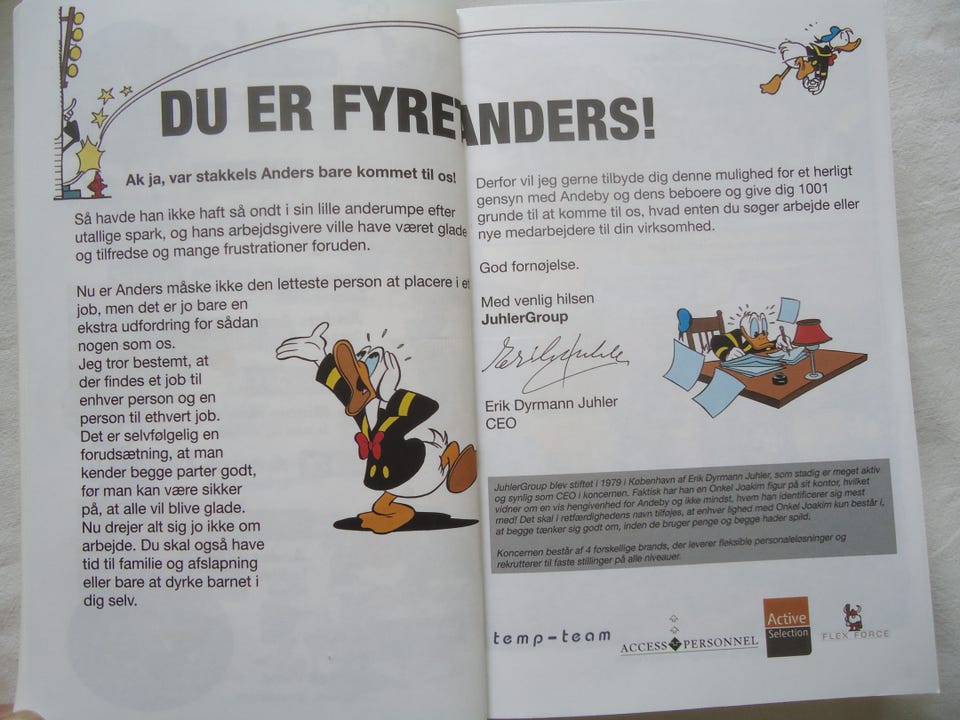 DU ER FYRET ANDERS!
Ak ja, var stakkels Anders bare kommet til os!
Så havde han ikke haft så ondt i sin lille anderumpe efter
utallige spark, og hans arbejdsgivere ville have været glade
og tilfredse og mange frustrationer foruden.
Nu er Anders måske ikke den letteste person at placere i et
job, men det er jo bare en
ekstra udfordring for sådan
nogen som os.
Jeg tror bestemt, at
der findes et job til
enhver person og en
person til ethvert job.
Det er selvfølgelig en
forudsætning, at man
kender begge parter godt,
for man kan være sikker
på, at alle vil blive glade.
Nu drejer alt sig jo ikke om
arbejde. Du skal også have
tid til familie og afslapning
eller bare at dyrke barnet i
dig selv.
Derfor vil jeg gerne tilbyde dig denne mulighed for et herligt
gensyn med Andeby og dens beboere og give dig 1001
grunde til at komme til os, hvad enten du søger arbejde eller
nye medarbejdere til din virksomhed.
God fornøjelse.
Med venlig hilsen
JuhlerGroup
Erik Dyrmann Juhler
CEO
JuhlerGroup blev stiftet i 1979 i København af Erik Dyrmann Juhler, som stadig er meget aktiv
og synlig som CEO i koncernen. Faktisk har han en Onkel Joakim figur på sit kontor, hvilket
vidner om en vis hengivenhed for Andeby og ikke mindst, hvem han identificerer sig mest
med! Det skal i retfærdighedens navn tilføjes, at enhver lighed med Onkel Joakim kun består i,
at begge tænker sig godt om, inden de bruger penge og begge hader spild.
Koncernen består af 4 forskellige brands, der leverer fleksible personaleløsninger og
rekrutterer til faste stillinger på alle niveauer.
temp-team
ACCESS PERSONNEL
Active
Selection
FLEX FORCE